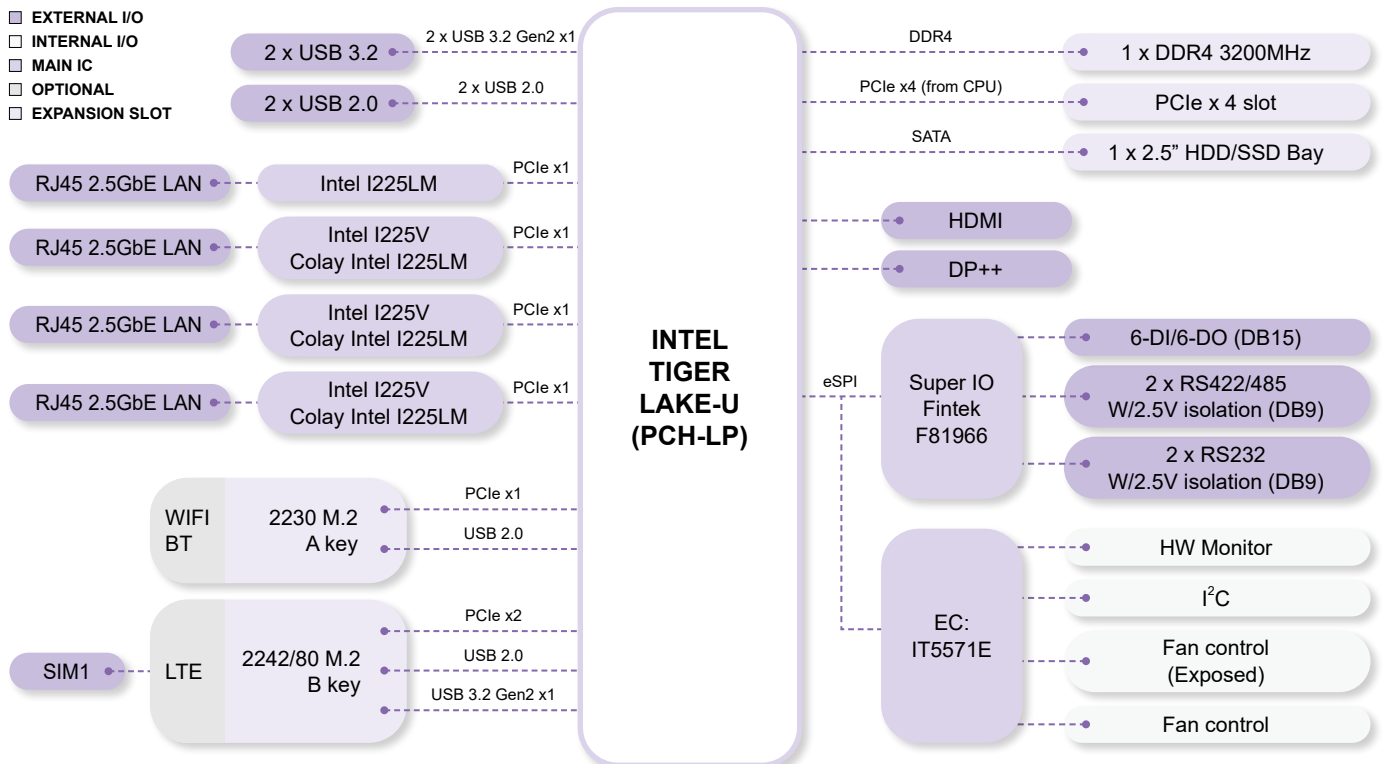 EXTERNAL I/O
INTERNAL I/O
MAIN IC
OPTIONAL
EXPANSION SLOT
2 x USB 3.2
2 x USB 3.2 Gen2 x1
2 x USB 2.0
2 x USB 2.0
RJ45 2.5GbE LAN
Intel I225LM
PCIe x1
RJ45 2.5GbE LAN
Intel I225V
Colay Intel I225LM
PCIe x1
RJ45 2.5GbE LAN
Intel I225V
Colay Intel I225LM
PCIe x1
RJ45 2.5GbE LAN
Intel I225V
Colay Intel I225LM
PCIe x1
WIFI
BT
2230 M.2
A key
PCIe x1
USB 2.0
SIM1
LTE
2242/80 M.2
B key
PCIe x2
USB 2.0
USB 3.2 Gen2 x1
INTEL
TIGER
LAKE-U
(PCH-LP)
DDR4
1 x DDR4 3200MHz
PCIe x4 (from CPU)
PCIe x 4 slot
SATA
1 x 2.5” HDD/SSD Bay
HDMI
DP++
eSPI
Super IO
Fintek
F81966
6-DI/6-DO (DB15)
2 x RS422/485
W/2.5V isolation (DB9)
2 x RS232
W/2.5V isolation (DB9)
EC:
IT5571E
HW Monitor
I²C
Fan control
(Exposed)
Fan control